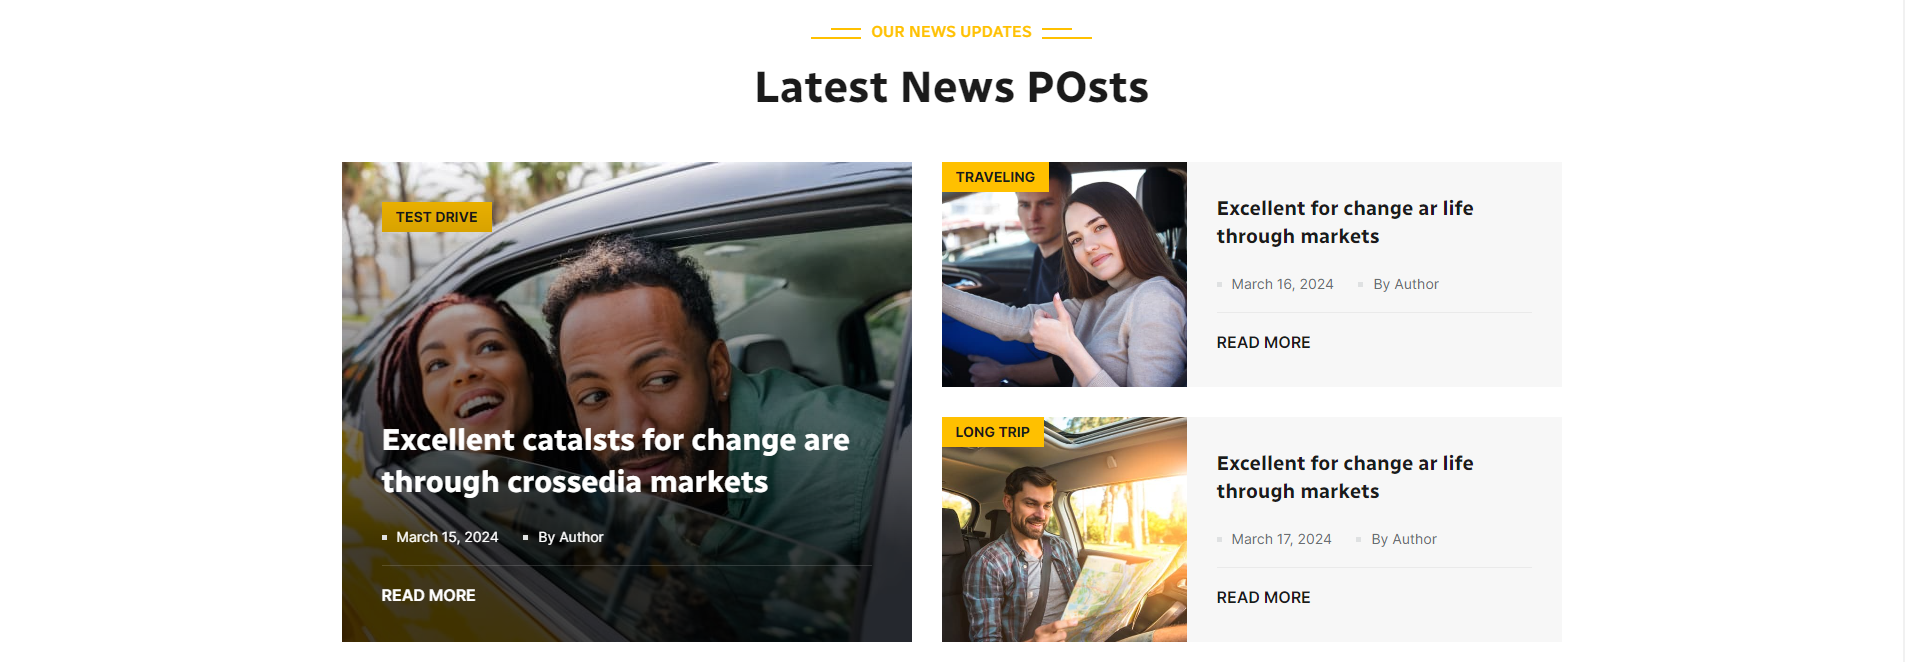 OUR NEWS UPDATES
Latest News POsts
TEST DRIVE
Excellent catalsts for change are
through crossedia markets
March 15, 2024 By Author
READ MORE
TRAVELING
Excellent for change ar life
through markets
March 16, 2024 By Author
READ MORE
LONG TRIP
Excellent for change ar life
through markets
March 17, 2024 By Author
READ MORE